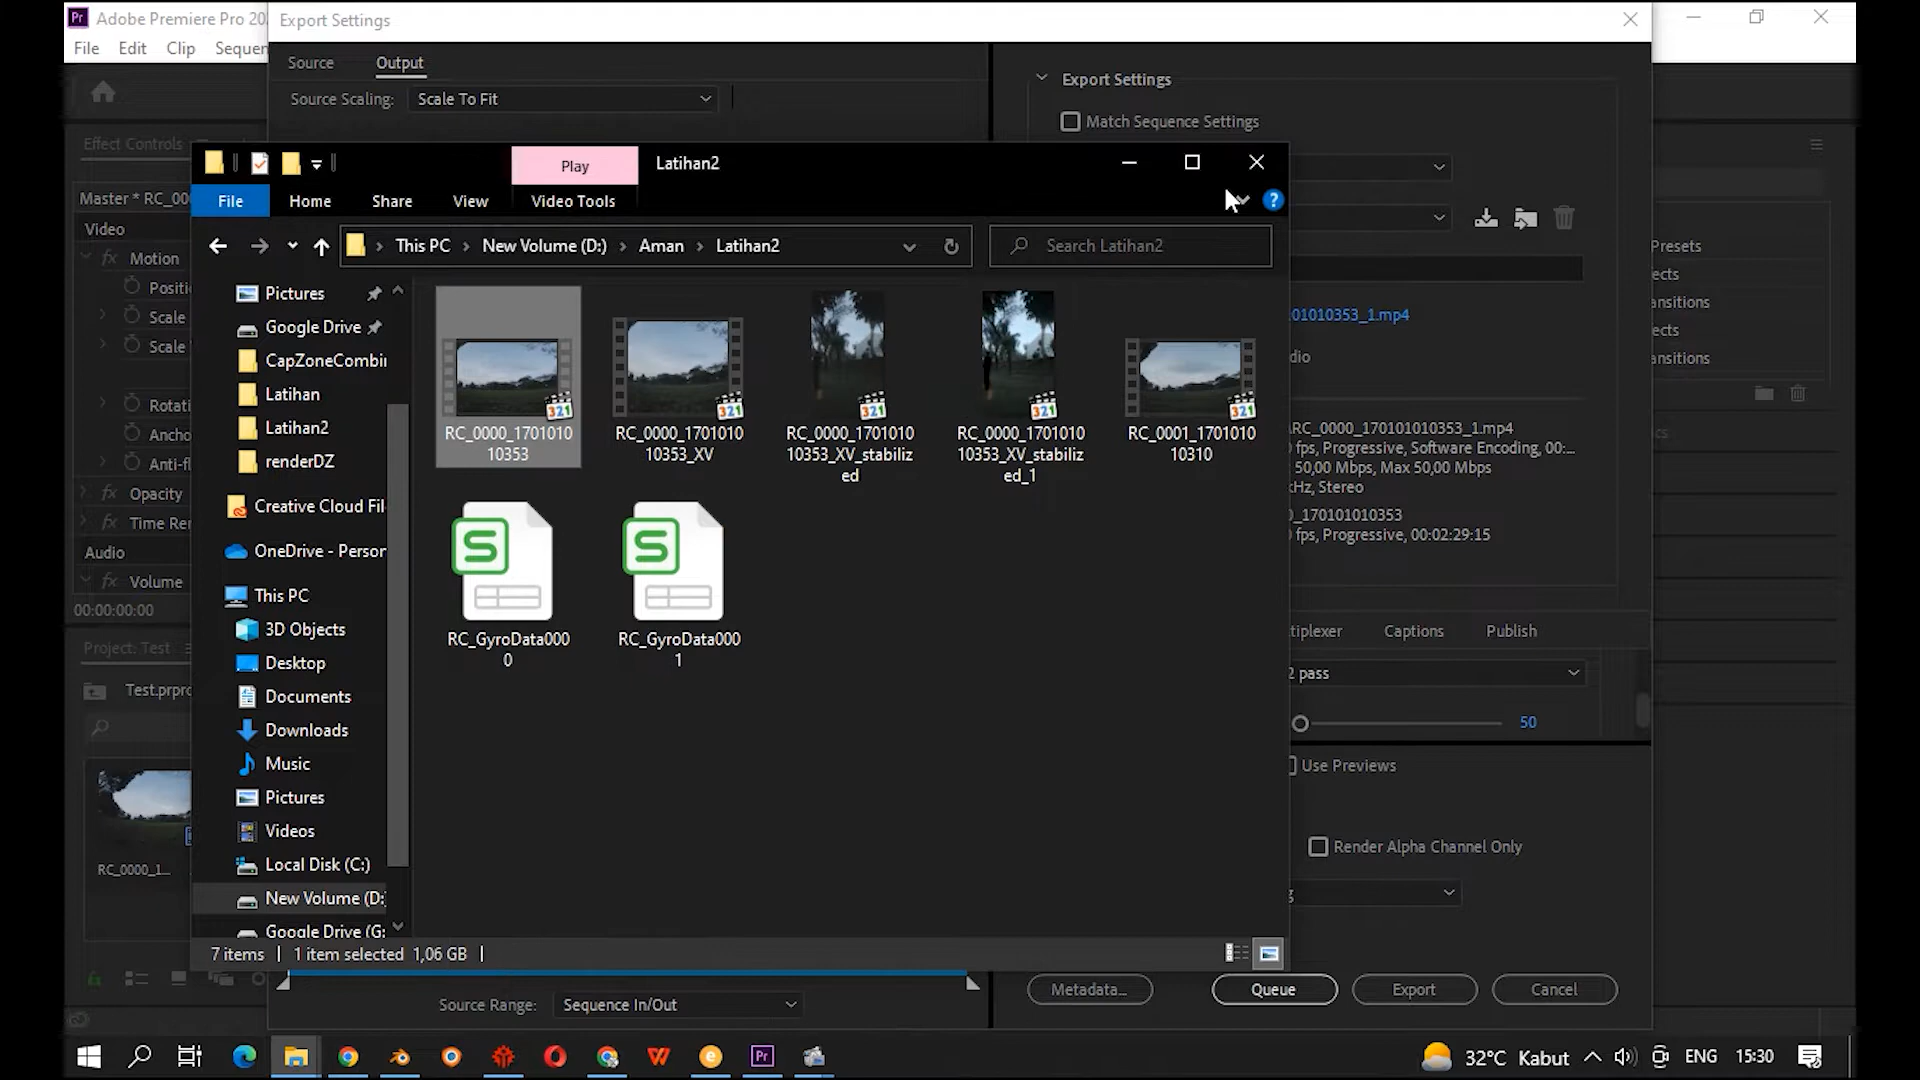 Adobe Premiere Pro 20
Export Settings
File Edit Clip Sequen
Source Output
Source Scaling: Scale To Fit
Export Settings
Match Sequence Settings
Effect Controls
Play Latihan2
File Home Share View Video Tools
Master * RC_00
Video
Motion
Positi
Scale
Scale
Rotati
Ancho
Anti-fl
Opacity
Time Rer
Audio
Volume
00:00:00:00
This PC New Volume (D:) Aman Latihan2
Search Latihan2
Pictures
Google Drive
CapZoneCombin
Latihan
Latihan2
renderDZ
Creative Cloud Fil
OneDrive - Person
This PC
3D Objects
Desktop
Documents
Downloads
Music
Pictures
Videos
Local Disk (C:)
New Volume (D:
Google Drive (G:
RC_0000_1701010
10353
RC_0000_1701010
10353_XV
RC_0000_170101010
10353_XV_stabiliz
ed
RC_0000_1701010
10353_XV_stabiliz
ed_1
RC_0001_1701010
10310
RC_GyroData000
0
RC_GyroData000
1
7 items 1 item selected 1,06 GB
Presets
ects
ansitions
ects
ansitions
01010353_1.mp4
dio
RC_0000_170101010353_1.mp4
fps, Progressive, Software Encoding, 00:...
50,00 Mbps, Max 50,00 Mbps
kHz, Stereo
0_170101010353
fps, Progressive, 00:02:29:15
tiplexer Captions Publish
2 pass
50
Use Previews
Render Alpha Channel Only
Project: Test
Test.prpro
RC_0000_1...
Source Range: Sequence In/Out
Metadata... Queue Export Cancel
32°C Kabut ENG 15:30